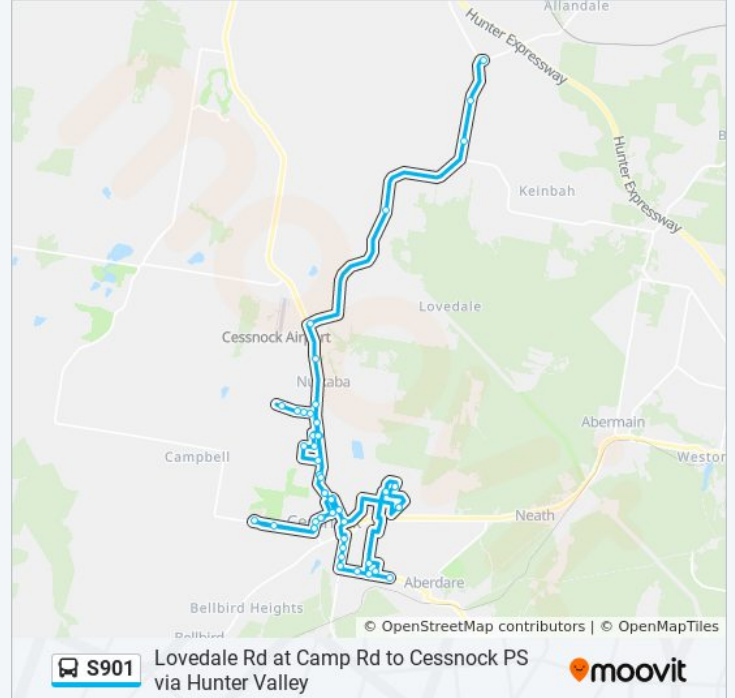 Allandale
Hunter Expressway
Hunter Expressway
Keinbah
Lovedale
Cessnock Airport
Abermain
Campbell
Weston
Neath
Aberdare
Bellbird Heights
© OpenStreetMap contributors | © OpenMapTiles
S901
Lovedale Rd at Camp Rd to Cessnock PS
via Hunter Valley
moovit